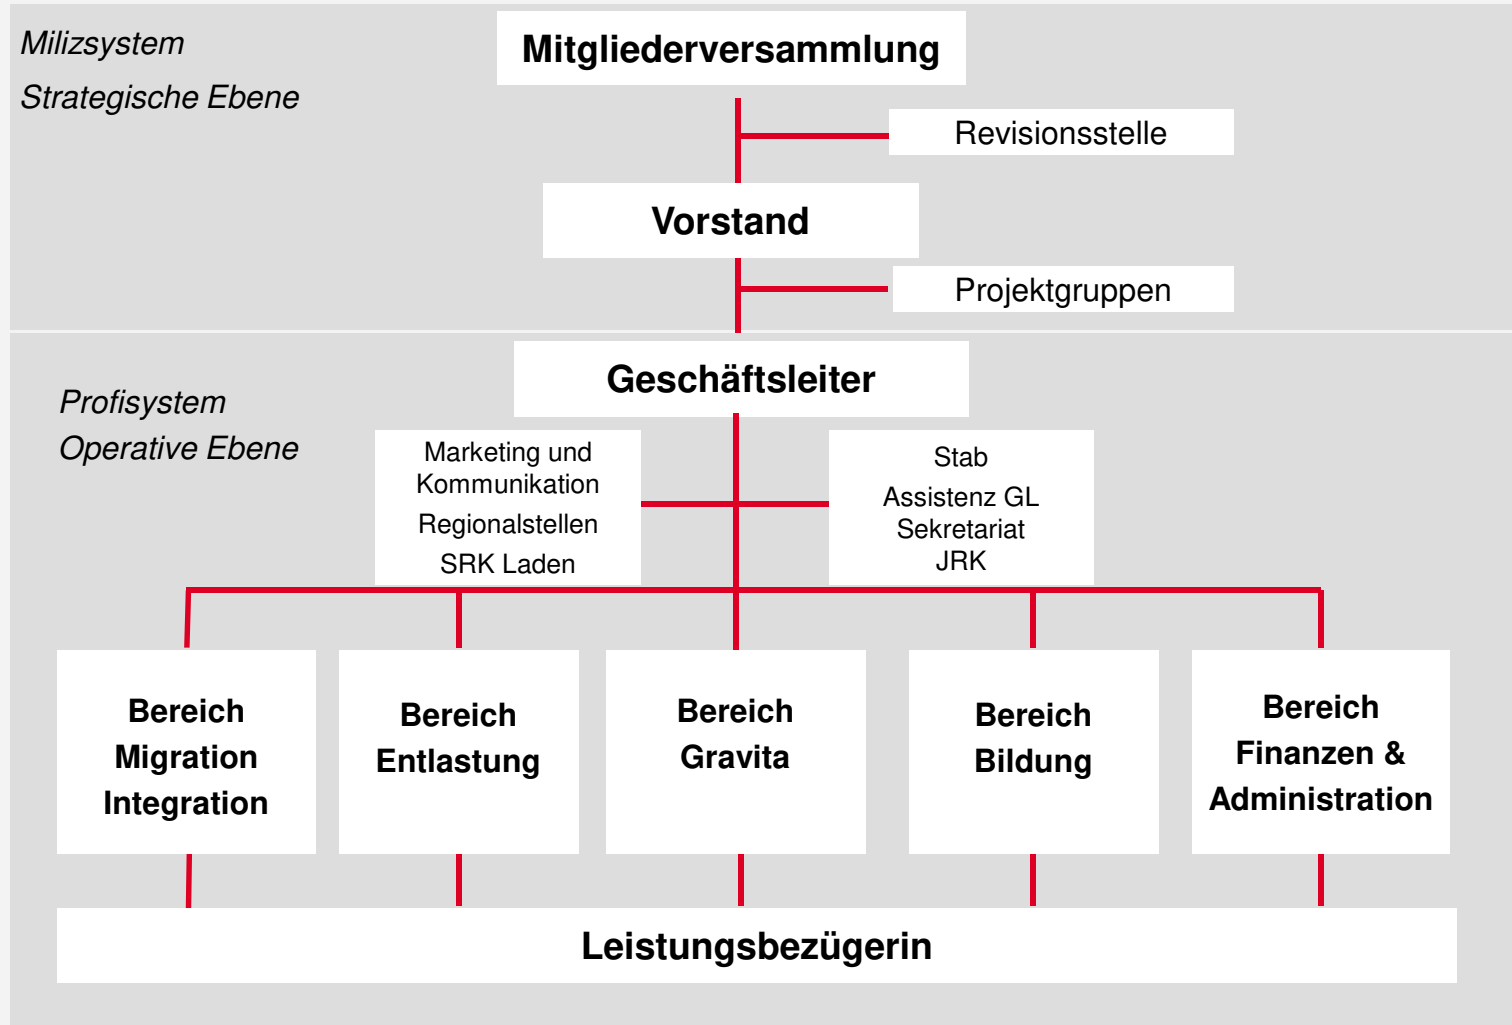 Milizsystem
Strategische Ebene
Mitgliederversammlung
Revisionsstelle
Vorstand
Projektgruppen
Geschäftsleiter
Profisystem
Operative Ebene
Marketing und
Kommunikation
Regionalstellen
SRK Laden
Stab
Assistenz GL
Sekretariat
JRK
Bereich
Migration
Integration
Bereich
Entlastung
Bereich
Gravita
Bereich
Bildung
Bereich
Finanzen &
Administration
Leistungsbezügerin